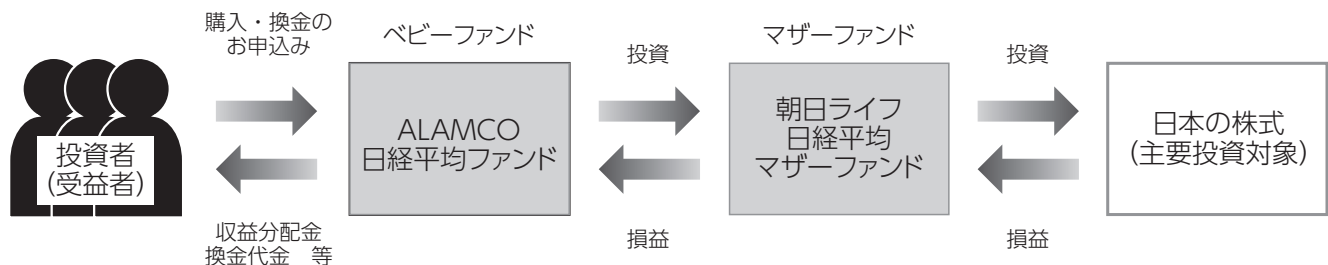 購入・換金の
お申込み
ベビーファンド
投資
マザーファンド
投資
投資者
(受益者)
ALAMCO
日経平均ファンド
朝日ライフ
日経平均
マザーファンド
日本の株式
(主要投資対象)
収益分配金
換金代金　等
損益
損益